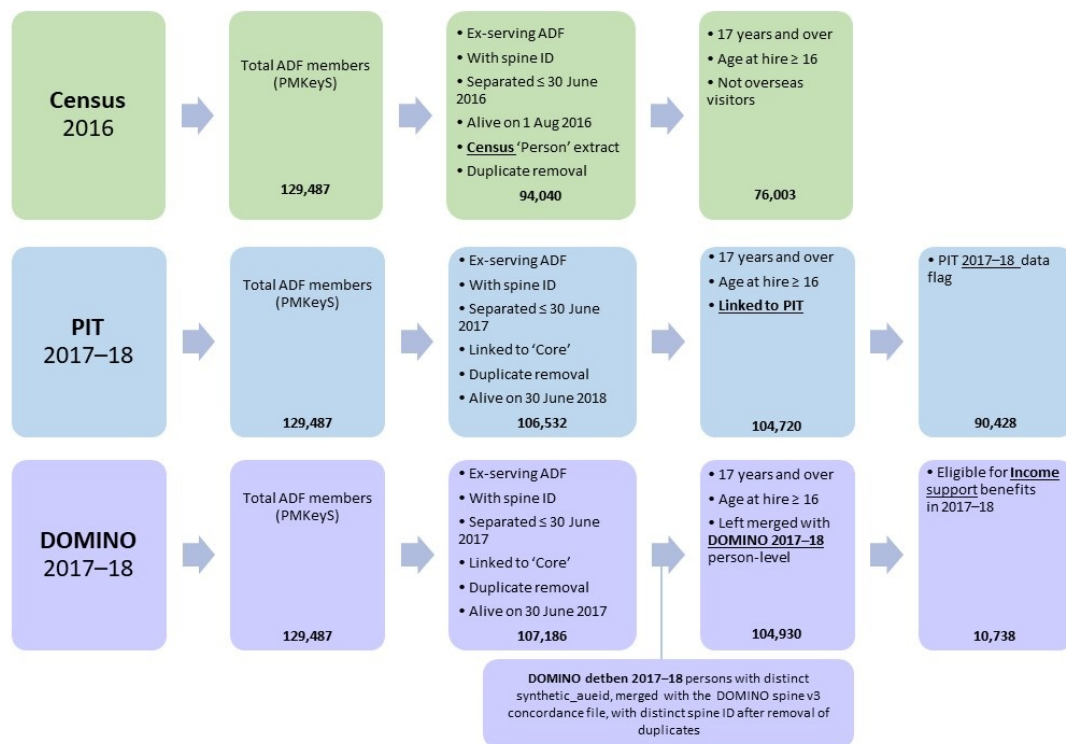 Census
2016
Total ADF members
(PMKeyS)
129,487
• Ex-serving ADF
• With spine ID
• Separated ≤ 30 June
2016
• Alive on 1 Aug 2016
• Census 'Person' extract
• Duplicate removal
94,040
• 17 years and over
• Age at hire ≥ 16
• Not overseas
visitors
76,003
PIT
2017–18
Total ADF members
(PMKeyS)
129,487
• Ex-serving ADF
• With spine ID
• Separated ≤ 30 June
2017
• Linked to 'Core'
• Duplicate removal
• Alive on 30 June 2018
106,532
• 17 years and over
• Age at hire ≥ 16
• Linked to PIT
104,720
• PIT 2017–18 data
flag
90,428
DOMINO
2017–18
Total ADF members
(PMKeyS)
129,487
• Ex-serving ADF
• With spine ID
• Separated ≤ 30 June
2017
• Linked to 'Core'
• Duplicate removal
• Alive on 30 June 2017
107,186
• 17 years and over
• Age at hire ≥ 16
• Left merged with
DOMINO 2017–18
person-level
104,930
• Eligible for Income
support benefits
in 2017–18
10,738
DOMINO detben 2017–18 persons with distinct
synthetic_aueid, merged with the DOMINO spine v3
concordance file, with distinct spine ID after removal of
duplicates